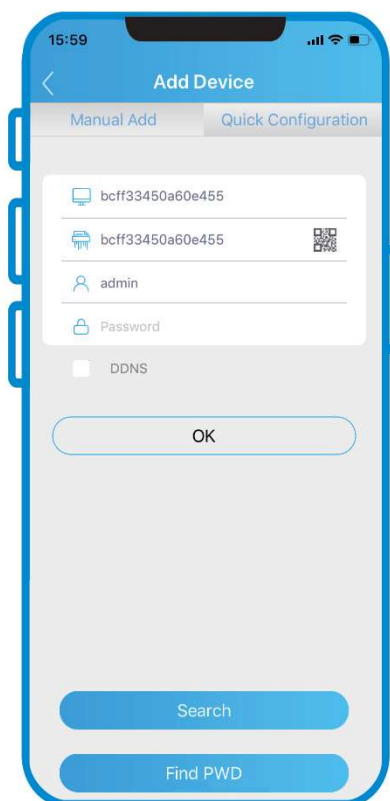 15:59
Add Device
Manual Add Quick Configuration
bcff33450a60e455
bcff33450a60e455
admin
Password
DDNS
OK
Search
Find PWD